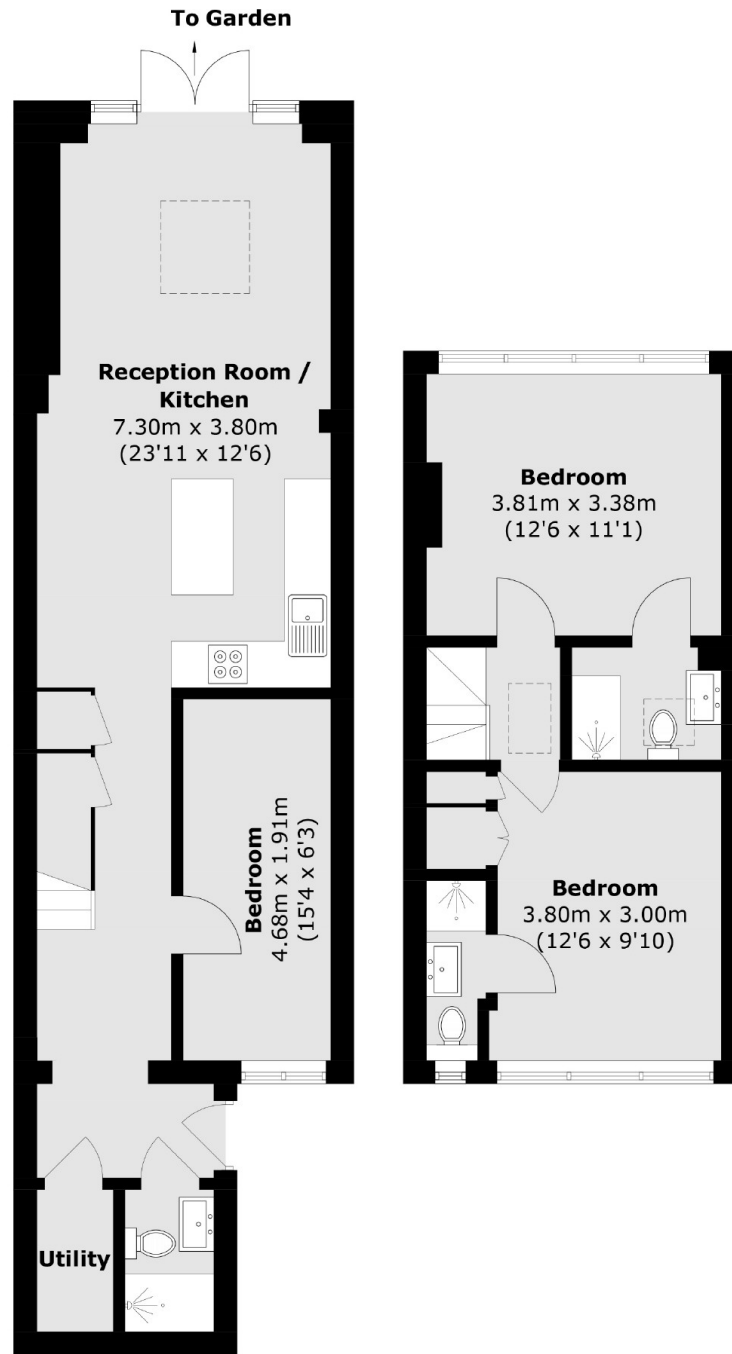 To Garden
Reception Room /
Kitchen
7.30m x 3.80m
(23'11 x 12'6)
Bedroom
4.68m x 1.91m
(15'4 x 6'3)
Utility
Bedroom
3.81m x 3.38m
(12'6 x 11'1)
Bedroom
3.80m x 3.00m
(12'6 x 9'10)